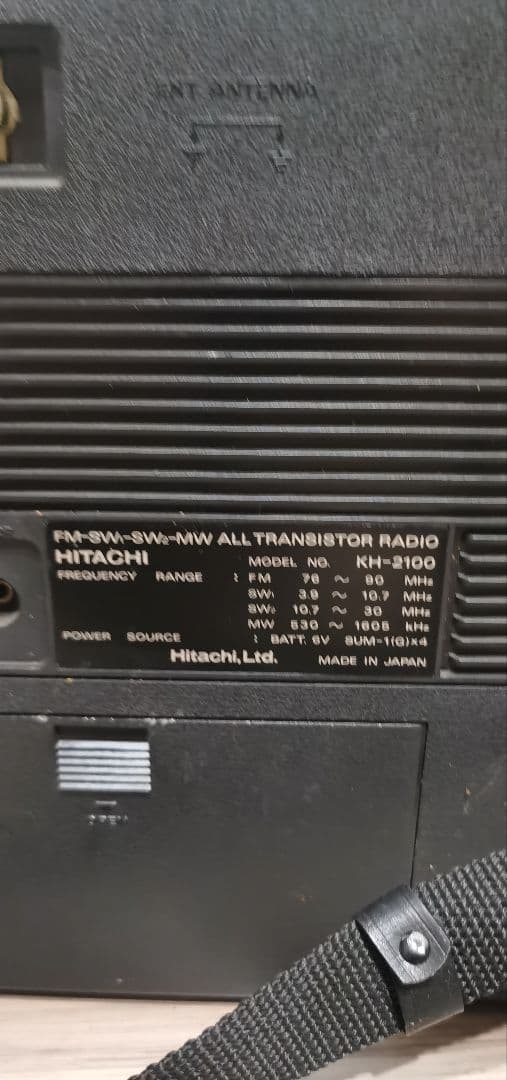 EXT. ANTENNA
FM-SW₁-SW₂-MW ALL TRANSISTOR RADIO
HITACHI MODEL NO. KH-2100
FREQUENCY RANGE : FM 76 ~ 90 MHz
SW₁ 3.9 ~ 10.7 MHz
SW₂ 10.7 ~ 30 MHz
MW 530 ~ 1605 kHz
POWER SOURCE : BATT. 6V SUM-1(G)×4
Hitachi, Ltd. MADE IN JAPAN
OPEN